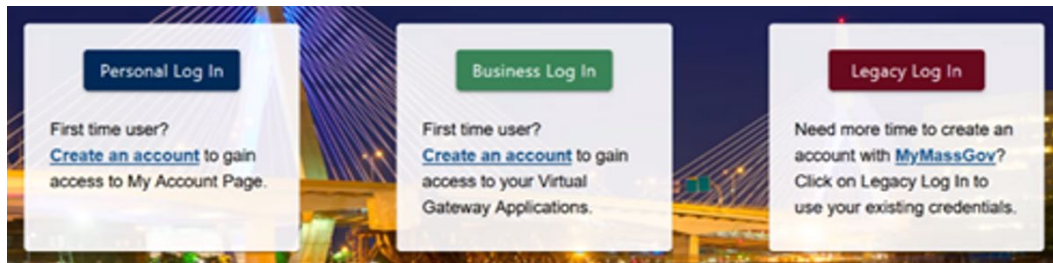 Personal Log In
First time user?
Create an account to gain
access to My Account Page.
Business Log In
First time user?
Create an account to gain
access to your Virtual
Gateway Applications.
Legacy Log In
Need more time to create an
account with MyMassGov?
Click on Legacy Log In to
use your existing credentials.